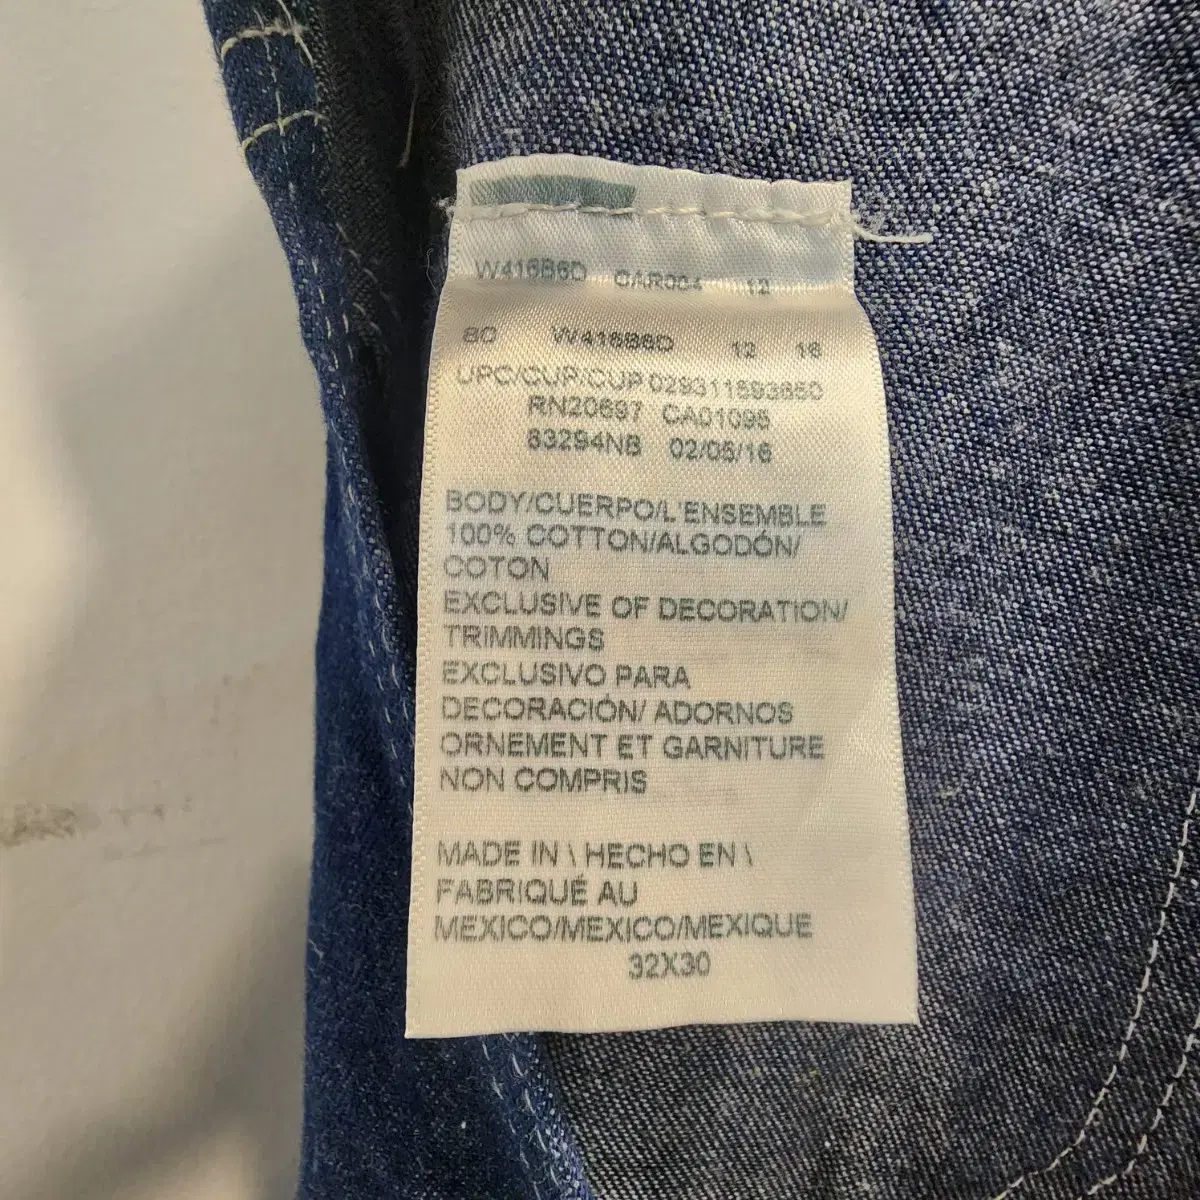 W416B6D CAR004 12
80 W416B6D 12 16
UPC/CUP/CUP 029311593650
RN20697 CA01095
83294NB 02/05/16
BODY/CUERPO/L'ENSEMBLE
100% COTTON/ALGODÓN/
COTON
EXCLUSIVE OF DECORATION/
TRIMMINGS
EXCLUSIVO PARA
DECORACIÓN/ ADORNOS
ORNEMENT ET GARNITURE
NON COMPRIS
MADE IN \ HECHO EN \
FABRIQUÉ AU
MEXICO/MEXICO/MEXIQUE
32X30